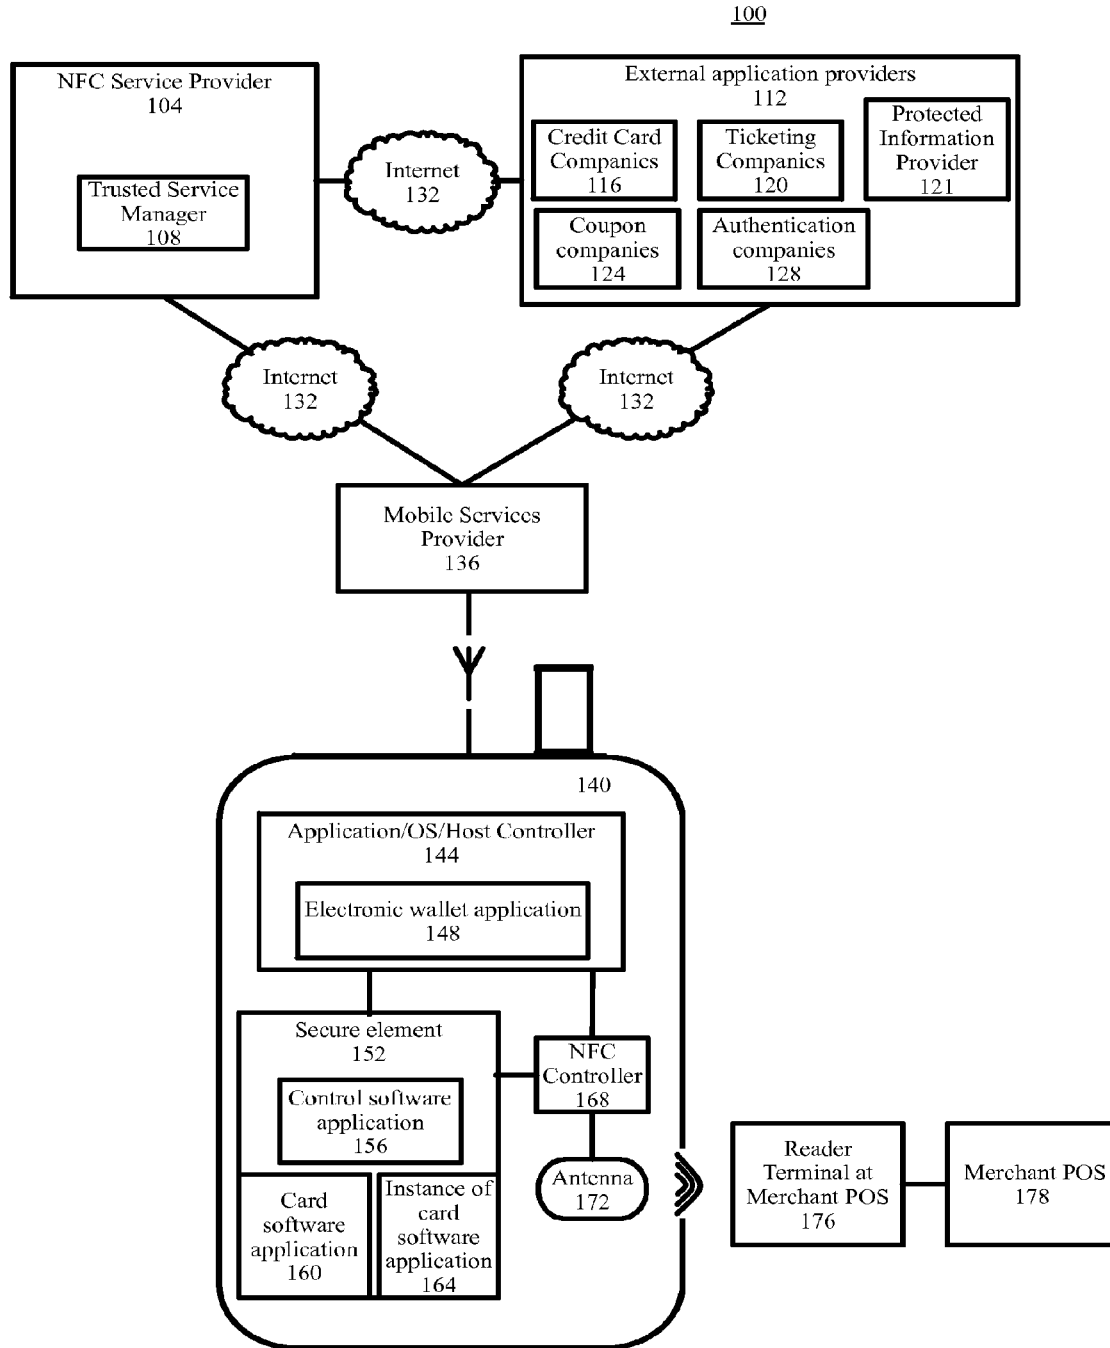 100
NFC Service Provider
104
Trusted Service
Manager
108
Internet
132
External application providers
112
Credit Card
Companies
116
Ticketing
Companies
120
Protected
Information
Provider
121
Coupon
companies
124
Authentication
companies
128
Internet
132
Internet
132
Mobile Services
Provider
136
140
Application/OS/Host Controller
144
Electronic wallet application
148
Secure element
152
Control software
application
156
Card
software
application
160
Instance of
card
software
application
164
NFC
Controller
168
Antenna
172
Reader
Terminal at
Merchant POS
176
Merchant POS
178